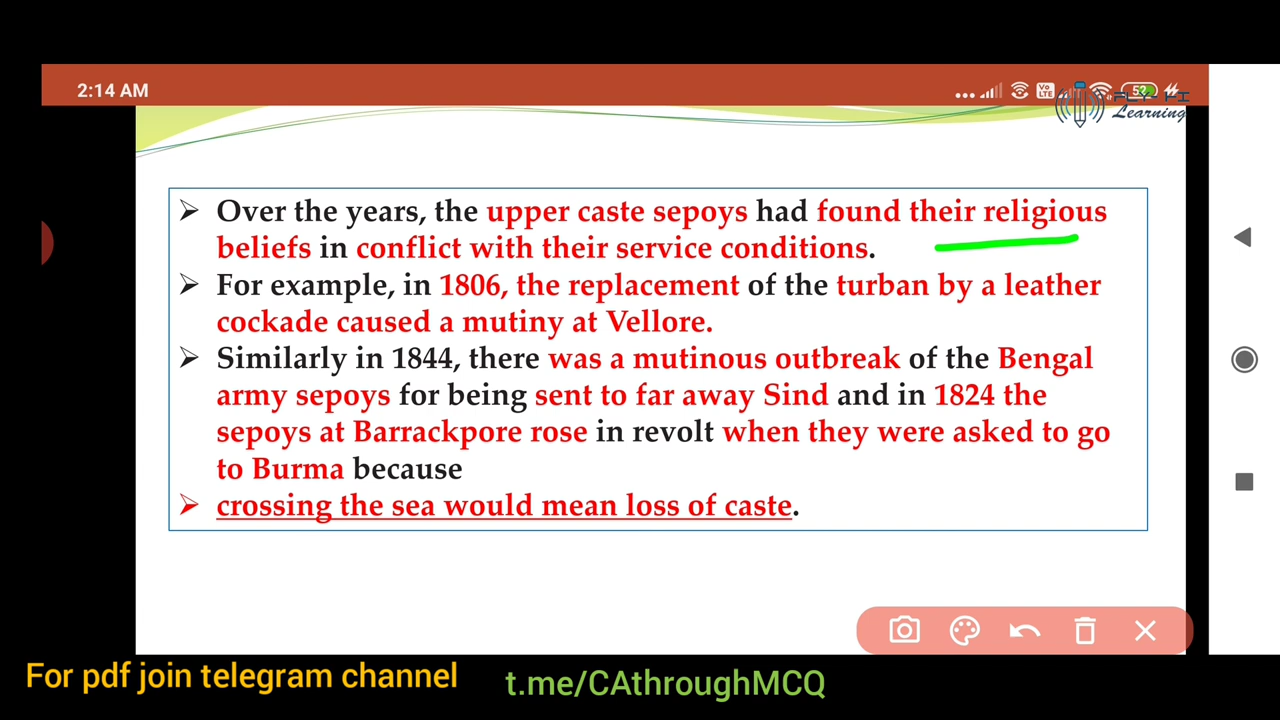 2:14 AM
Learning
➢ Over the years, the upper caste sepoys had found their religious
beliefs in conflict with their service conditions.
➢ For example, in 1806, the replacement of the turban by a leather
cockade caused a mutiny at Vellore.
➢ Similarly in 1844, there was a mutinous outbreak of the Bengal
army sepoys for being sent to far away Sind and in 1824 the
sepoys at Barrackpore rose in revolt when they were asked to go
to Burma because
➢ crossing the sea would mean loss of caste.
For pdf join telegram channel
t.me/CAthroughMCQ